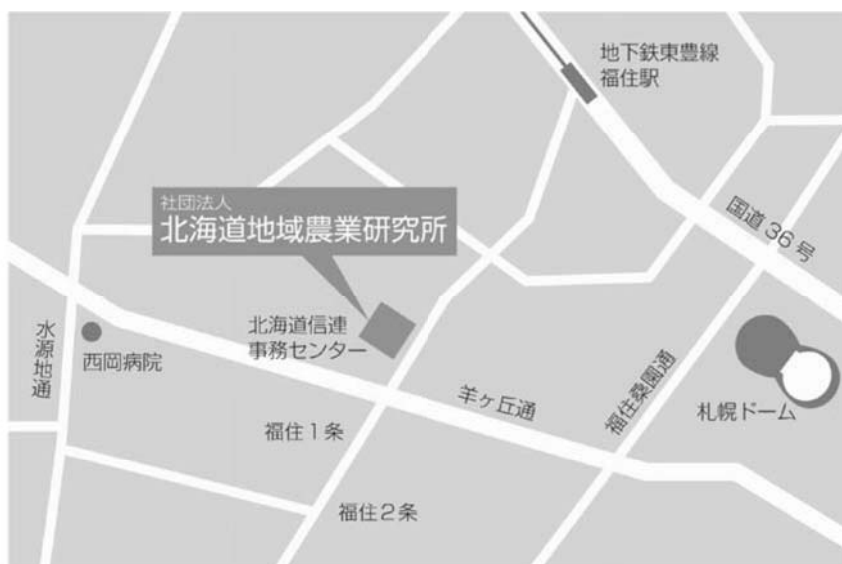 地下鉄東豊線
福住駅
社団法人
北海道地域農業研究所
国道36号
北海道信連
事務センター
水源地通
西岡病院
羊ヶ丘通
福住桑園通
札幌ドーム
福住1条
福住2条